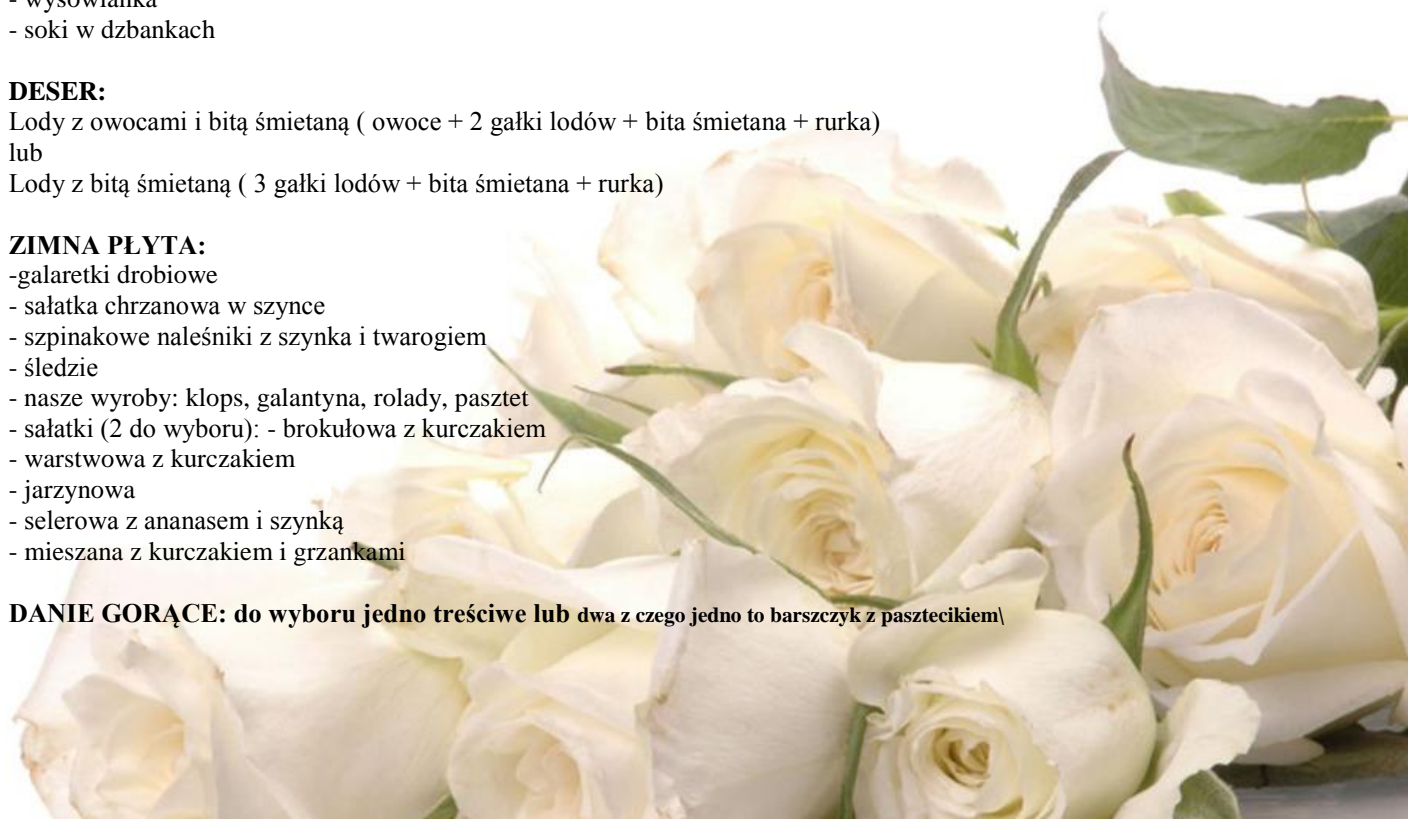 - wysowianka
- soki w dzbankach
DESER:
Lody z owocami i bitą śmietaną ( owoce + 2 gałki lodów + bita śmietana + rurka)
lub
Lody z bitą śmietaną ( 3 gałki lodów + bita śmietana + rurka)
ZIMNA PŁYTA:
-galaretki drobiowe
- sałatka chrzanowa w szynce
- szpinakowe naleśniki z szynka i twarogiem
- śledzie
- nasze wyroby: klops, galantyna, rolady, pasztet
- sałatki (2 do wyboru): - brokułowa z kurczakiem
- warstwowa z kurczakiem
- jarzynowa
- selerowa z ananasem i szynką
- mieszana z kurczakiem i grzankami
DANIE GORĄCE: do wyboru jedno treściwe lub dwa z czego jedno to barszczyk z pasztecikiem\